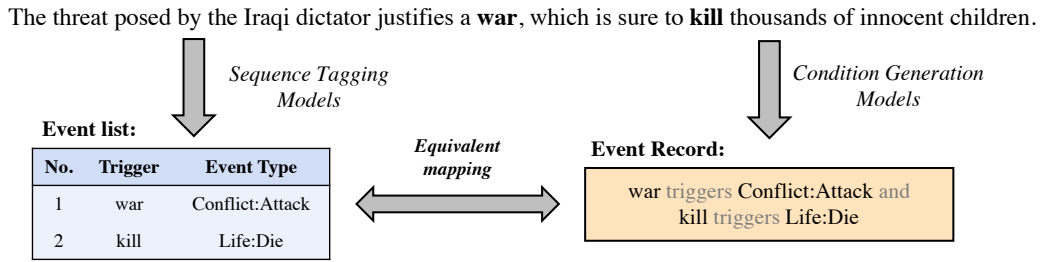 The threat posed by the Iraqi dictator justifies a war, which is sure to kill thousands of innocent children.
Sequence Tagging
Models
Condition Generation
Models
Event list:
No. Trigger Event Type
1 war Conflict:Attack
2 kill Life:Die
Equivalent
mapping
Event Record:
war triggers Conflict:Attack and
kill triggers Life:Die